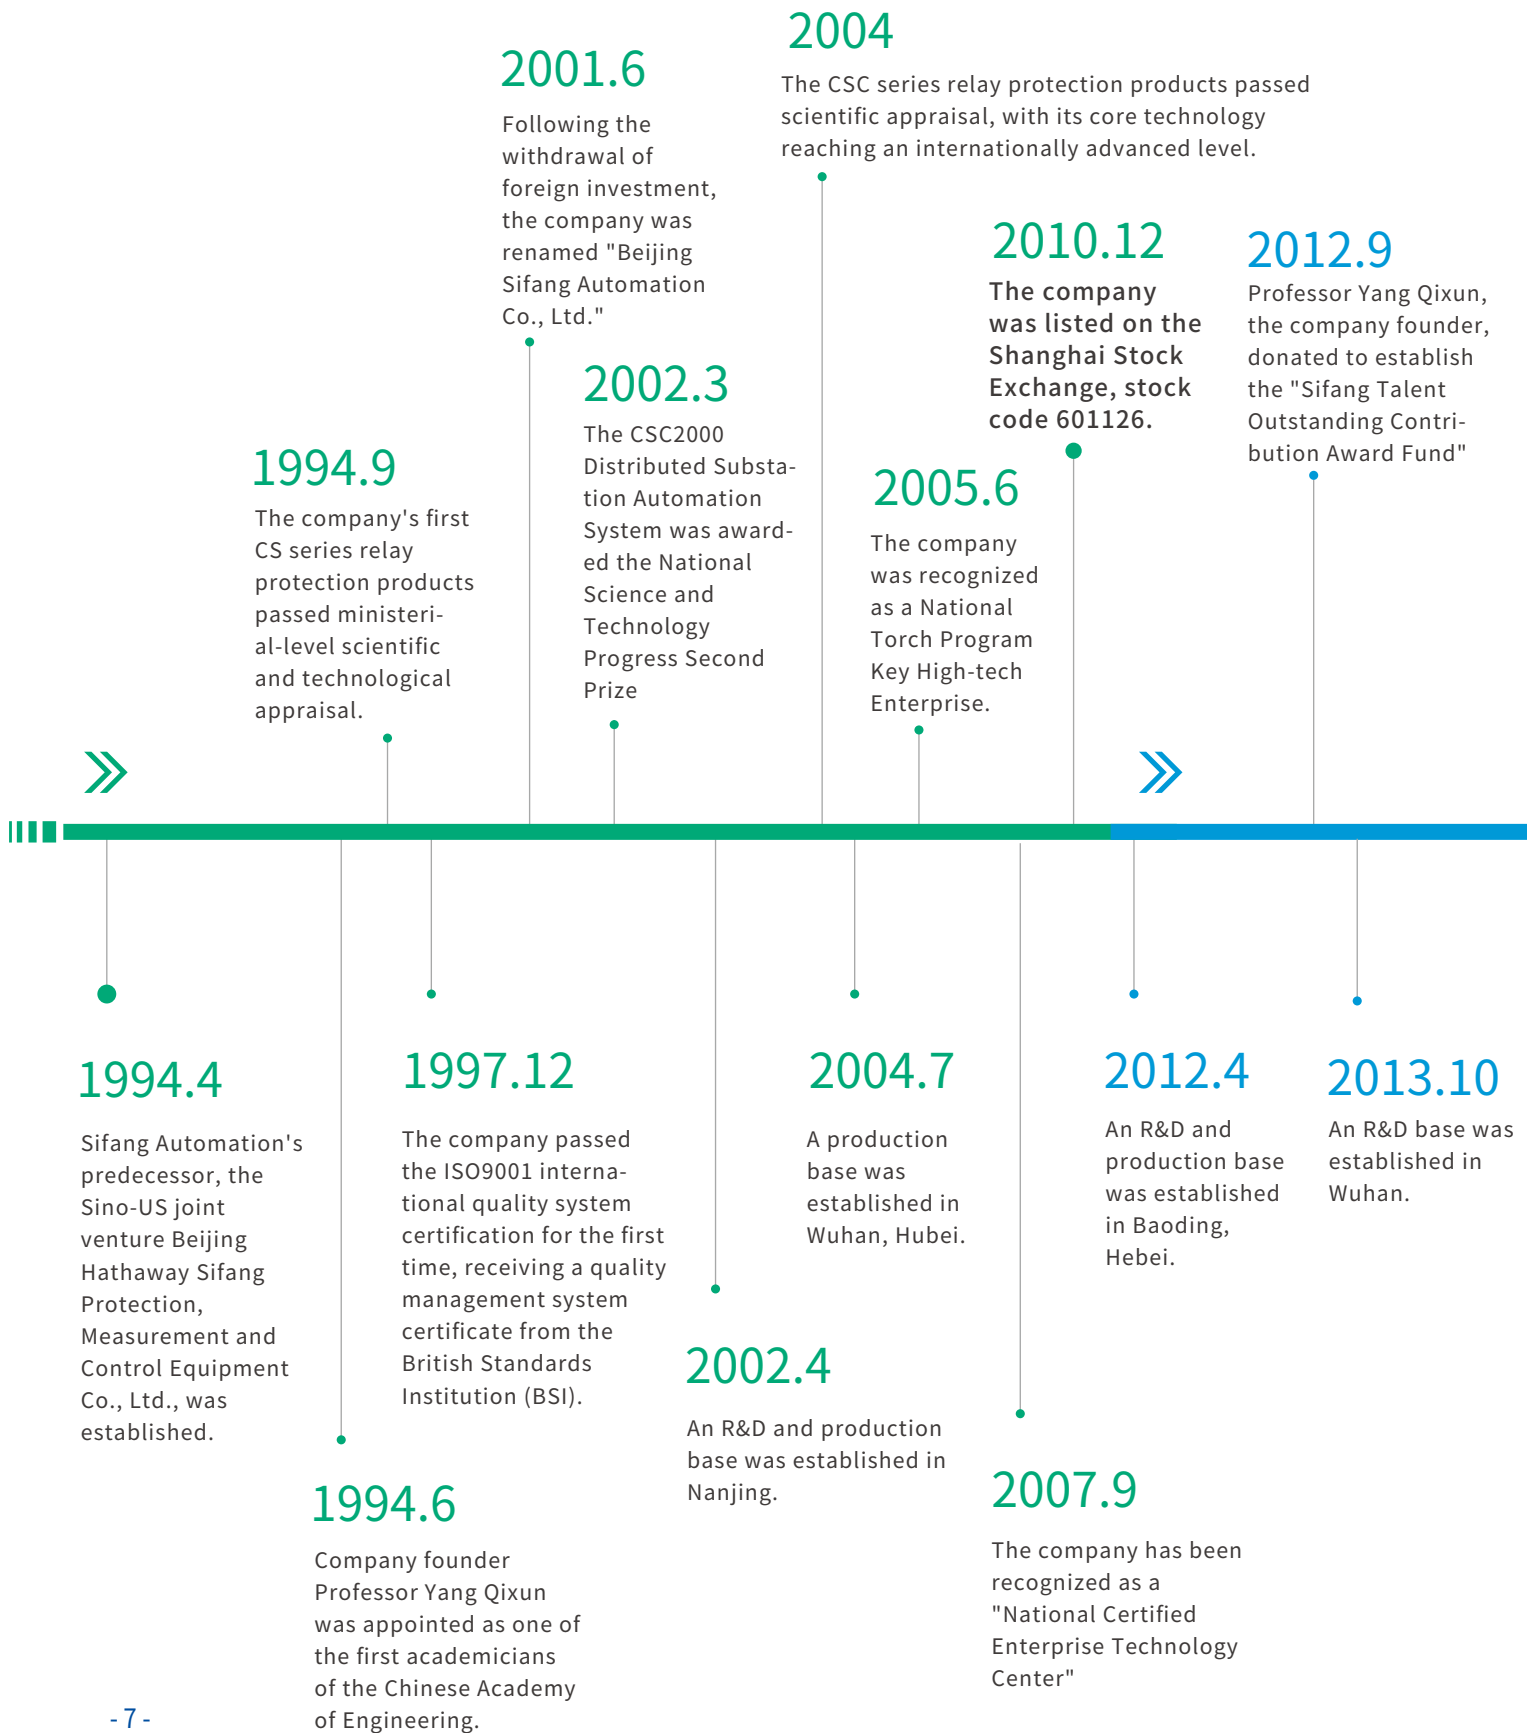 2004
The CSC series relay protection products passed
scientific appraisal, with its core technology
reaching an internationally advanced level.
2001.6
Following the
withdrawal of
foreign investment,
the company was
renamed "Beijing
Sifang Automation
Co., Ltd."
2010.12
The company
was listed on the
Shanghai Stock
Exchange, stock
code 601126.
2012.9
Professor Yang Qixun,
the company founder,
donated to establish
the "Sifang Talent
Outstanding Contri-
bution Award Fund"
2002.3
The CSC2000
Distributed Substa-
tion Automation
System was award-
ed the National
Science and
Technology
Progress Second
Prize
1994.9
The company's first
CS series relay
protection products
passed ministeri-
al-level scientific
and technological
appraisal.
2005.6
The company
was recognized
as a National
Torch Program
Key High-tech
Enterprise.
1994.4
Sifang Automation's
predecessor, the
Sino-US joint
venture Beijing
Hathaway Sifang
Protection,
Measurement and
Control Equipment
Co., Ltd., was
established.
1997.12
The company passed
the ISO9001 interna-
tional quality system
certification for the first
time, receiving a quality
management system
certificate from the
British Standards
Institution (BSI).
2004.7
A production
base was
established in
Wuhan, Hubei.
2012.4
An R&D and
production base
was established
in Baoding,
Hebei.
2013.10
An R&D base was
established in
Wuhan.
2002.4
An R&D and production
base was established in
Nanjing.
1994.6
Company founder
Professor Yang Qixun
was appointed as one of
the first academicians
of the Chinese Academy
of Engineering.
2007.9
The company has been
recognized as a
"National Certified
Enterprise Technology
Center"
- 7 -